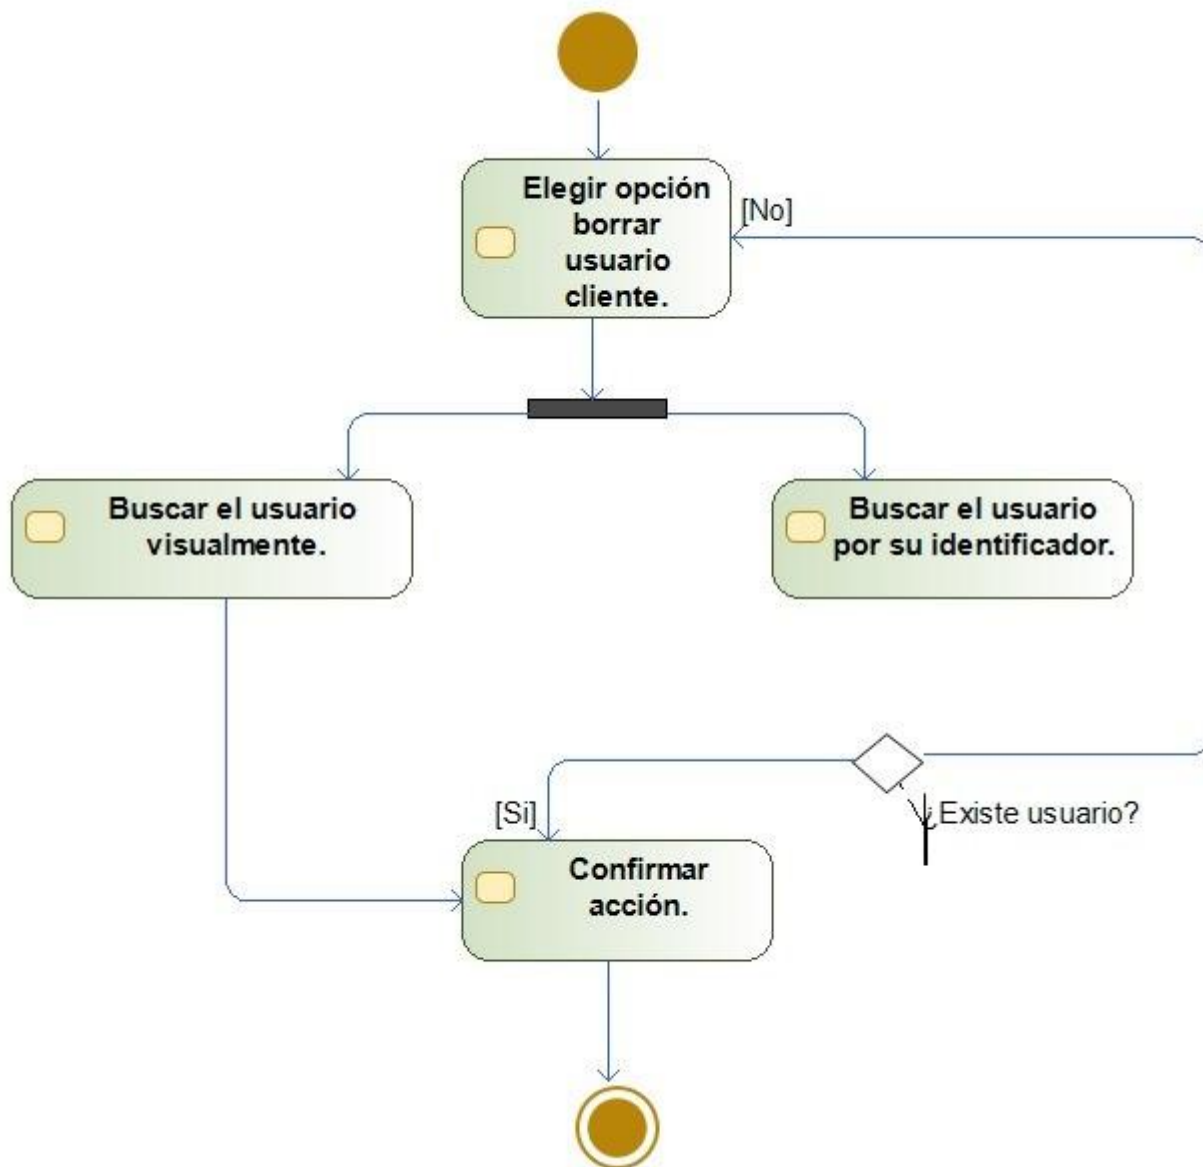 Elegir opción
borrar
usuario
cliente.
[No]
Buscar el usuario
visualmente.
Buscar el usuario
por su identificador.
[Si]
¿Existe usuario?
Confirmar
acción.